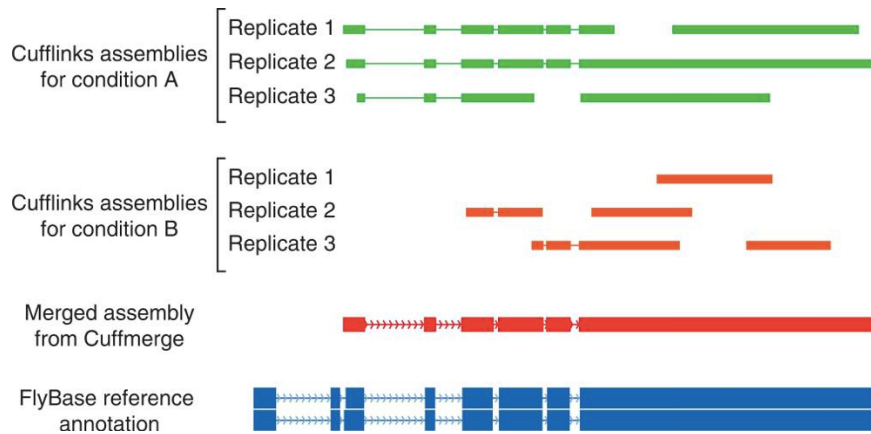 Cufflinks assemblies
for condition A
Replicate 1
Replicate 2
Replicate 3
Cufflinks assemblies
for condition B
Replicate 1
Replicate 2
Replicate 3
Merged assembly
from Cuffmerge
FlyBase reference
annotation